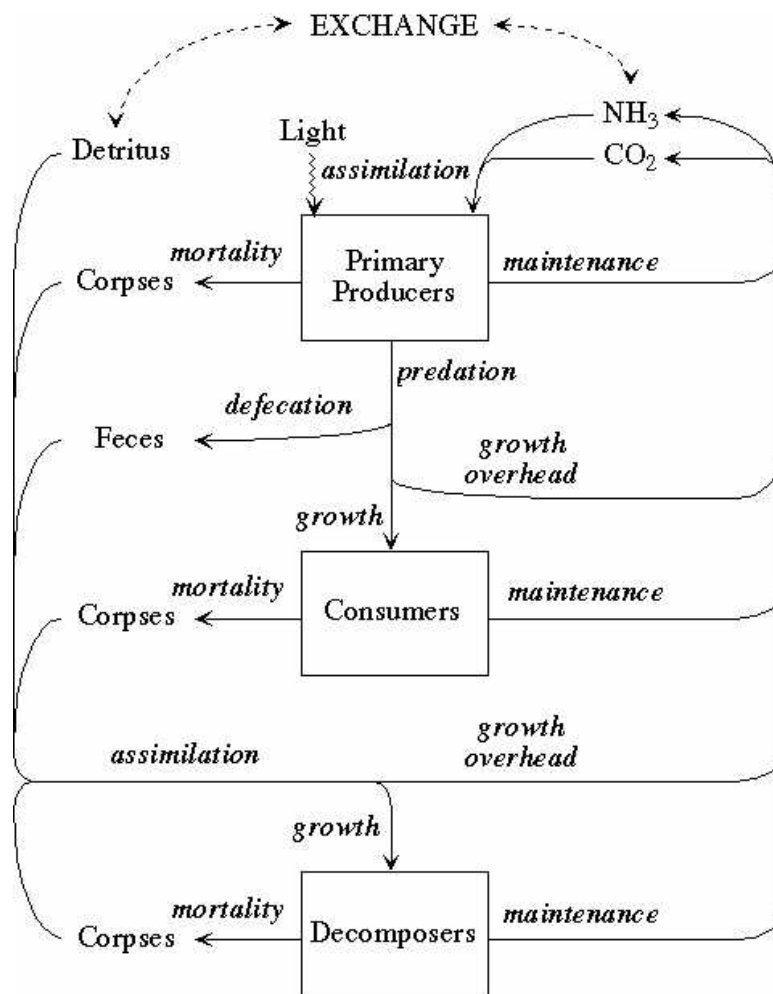 EXCHANGE
NH₃
Light
Detritus
CO₂
assimilation
mortality
Primary
Producers
Corpses
maintenance
predation
defecation
Feces
growth
overhead
growth
mortality
Consumers
maintenance
Corpses
assimilation
growth
overhead
growth
mortality
Decomposers
maintenance
Corpses